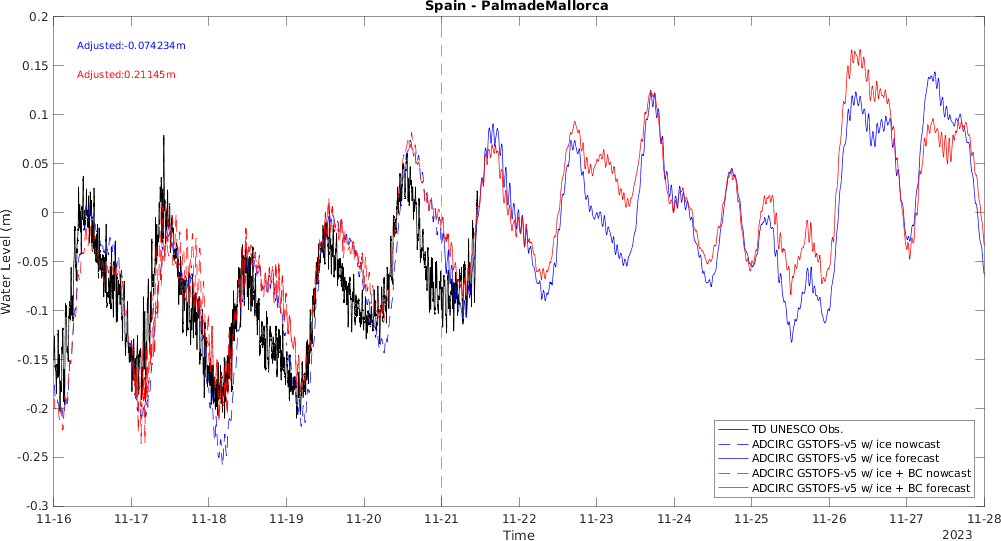 Spain - PalmadeMallorca
Adjusted:-0.074234m
Adjusted:0.21145m
Water Level (m)
0.2
0.15
0.1
0.05
0
-0.05
-0.1
-0.15
-0.2
-0.25
-0.3
TD UNESCO Obs.
ADCIRC GSTOFS-v5 w/ ice nowcast
ADCIRC GSTOFS-v5 w/ ice forecast
ADCIRC GSTOFS-v5 w/ ice + BC nowcast
ADCIRC GSTOFS-v5 w/ ice + BC forecast
11-16 11-17 11-18 11-19 11-20 11-21 11-22 11-23 11-24 11-25 11-26 11-27 11-28
Time
2023